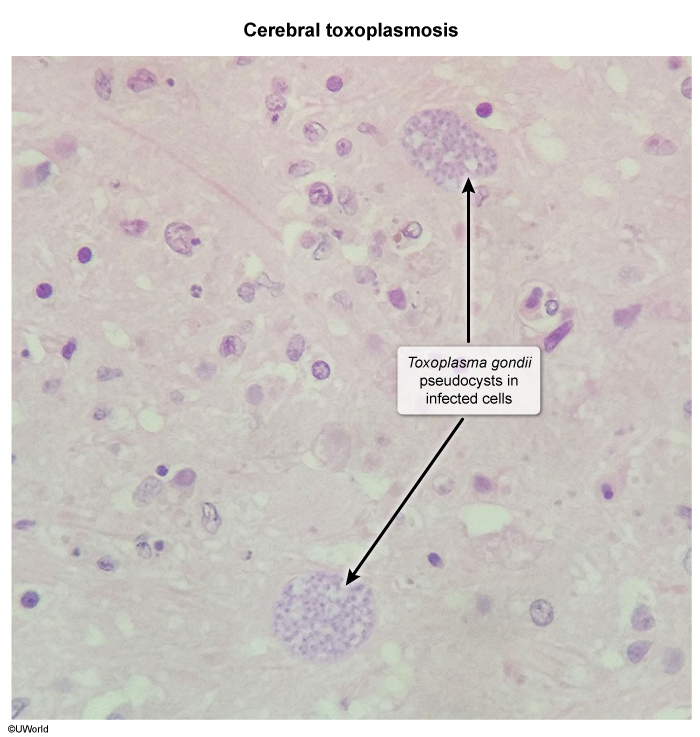 Cerebral toxoplasmosis
Toxoplasma gondii
pseudocysts in
infected cells
©UWorld